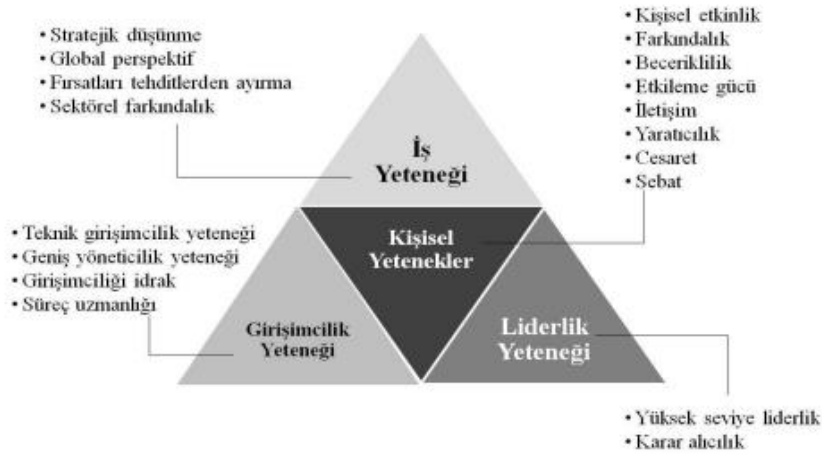 • Stratejik düşünme
• Global perspektif
• Fırsatları tehditlerden ayırma
• Sektörel farkındalık
• Kişisel etkinlik
• Farkındalık
• Beceriklilik
• Etkileme gücü
• İletişim
• Yaratıcılık
• Cesaret
• Sebat
İş
Yeteneği
• Teknik girişimcilik yeteneği
• Geniş yöneticilik yeteneği
• Girişimciliği idrak
• Süreç uzmanlığı
Kişisel
Yetenekler
Girişimcilik
Yeteneği
Liderlik
Yeteneği
• Yüksek seviye liderlik
• Karar alıcılık